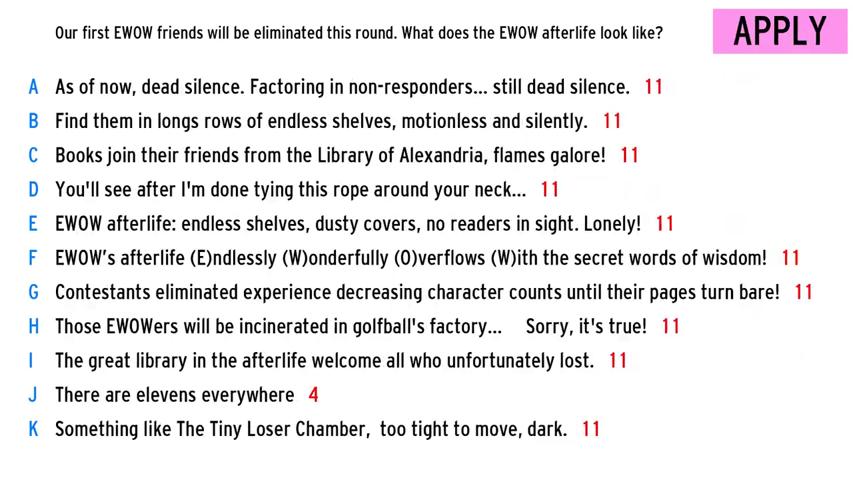 Our first EWOW friends will be eliminated this round. What does the EWOW afterlife look like?
APPLY
A As of now, dead silence. Factoring in non-responders... still dead silence. 11
B Find them in longs rows of endless shelves, motionless and silently. 11
C Books join their friends from the Library of Alexandria, flames galore! 11
D You'll see after I'm done tying this rope around your neck... 11
E EWOW afterlife: endless shelves, dusty covers, no readers in sight. Lonely! 11
F EWOW's afterlife (E)ndlessly (W)onderfully (O)verflows (W)ith the secret words of wisdom! 11
G Contestants eliminated experience decreasing character counts until their pages turn bare! 11
H Those EWOWers will be incinerated in golfball's factory... Sorry, it's true! 11
I The great library in the afterlife welcome all who unfortunately lost. 11
J There are elevens everywhere 4
K Something like The Tiny Loser Chamber, too tight to move, dark. 11